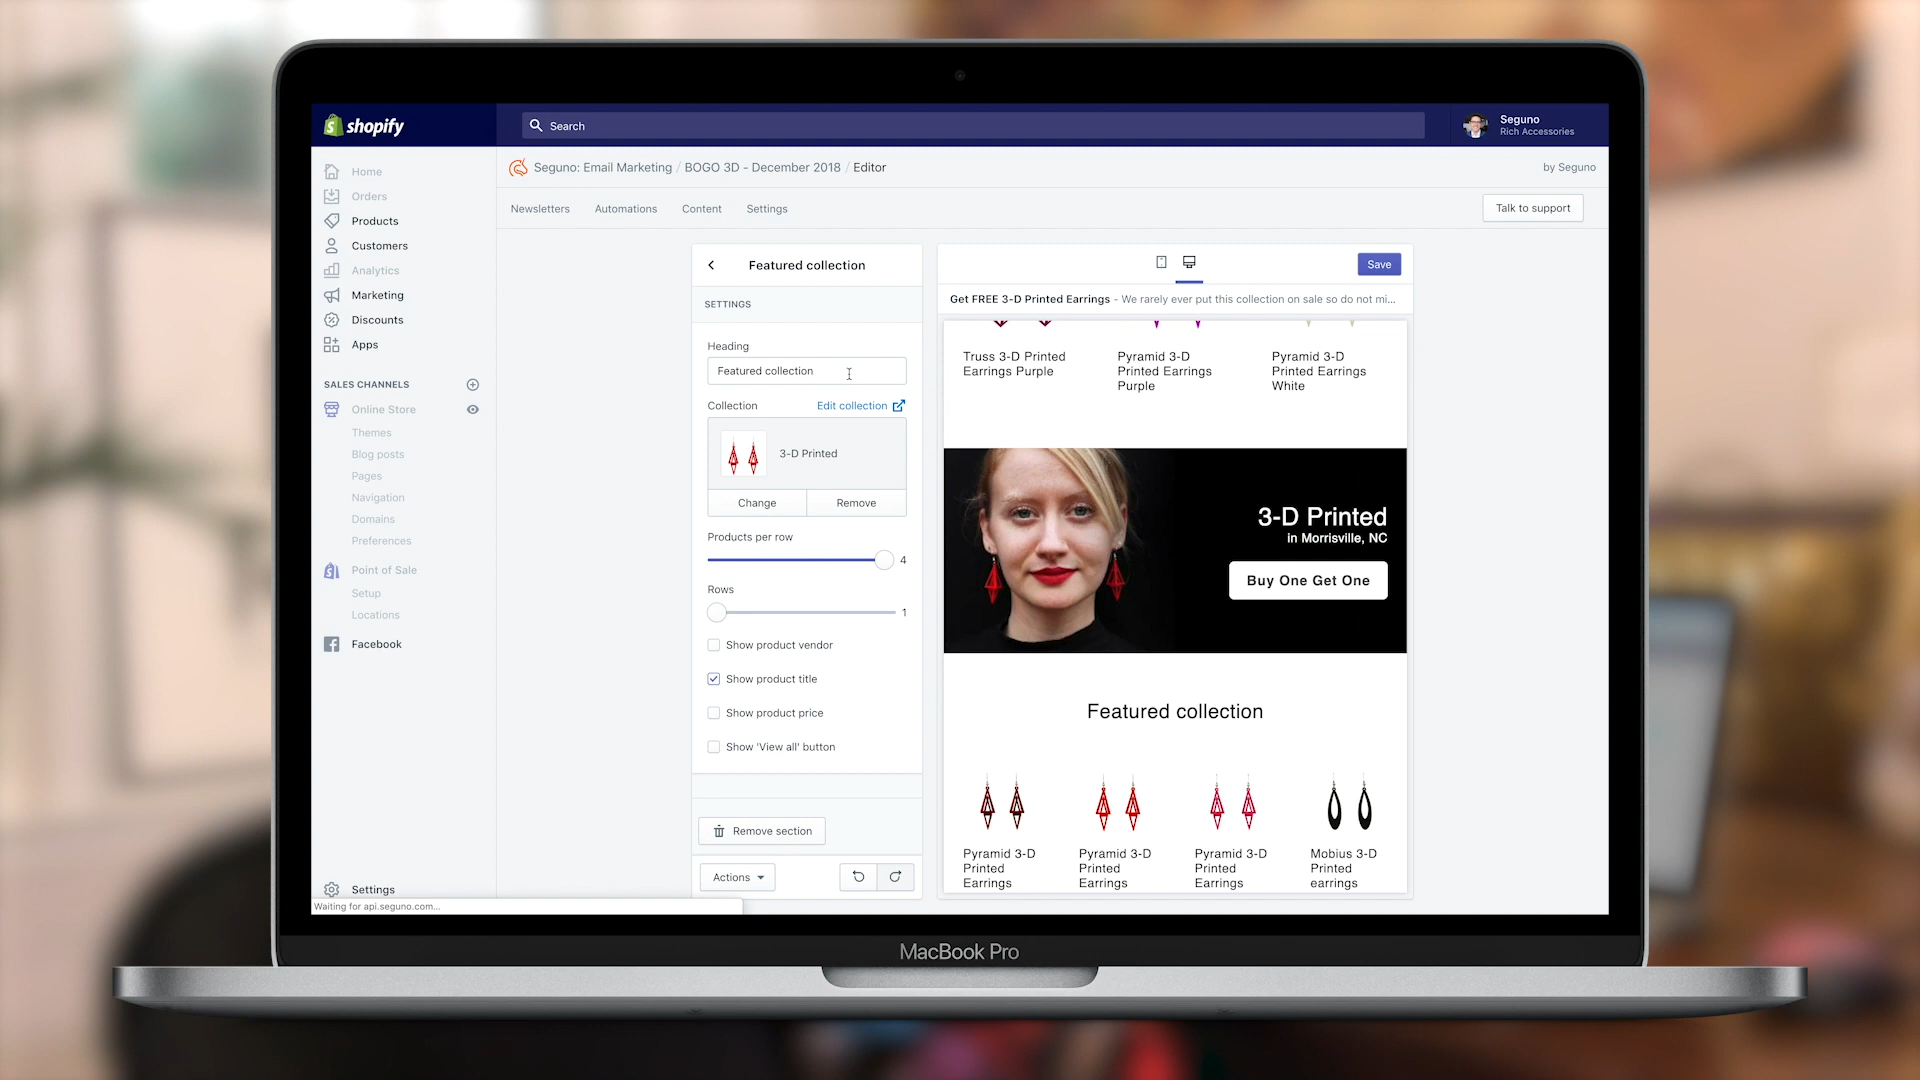 shopify
Search
Seguno
Rich Accessories
Home
Orders
Products
Customers
Analytics
Marketing
Discounts
Apps
SALES CHANNELS
Online Store
Themes
Blog posts
Pages
Navigation
Domains
Preferences
Point of Sale
Setup
Locations
Facebook
Settings
Waiting for api.seguno.com...
Seguno: Email Marketing / BOGO 3D - December 2018 / Editor
by Seguno
Newsletters
Automations
Content
Settings
Talk to support
Featured collection
SETTINGS
Heading
Featured collection
Collection
Edit collection
3-D Printed
Change
Remove
Products per row
4
Rows
1
Show product vendor
Show product title
Show product price
Show 'View all' button
Remove section
Actions
Save
Get FREE 3-D Printed Earrings - We rarely ever put this collection on sale so do not mi...
Truss 3-D Printed
Earrings Purple
Pyramid 3-D
Printed Earrings
Purple
Pyramid 3-D
Printed Earrings
White
3-D Printed
in Morrisville, NC
Buy One Get One
Featured collection
Pyramid 3-D
Printed
Earrings
Pyramid 3-D
Printed
Earrings
Pyramid 3-D
Printed
Earrings
Mobius 3-D
Printed
earrings
MacBook Pro